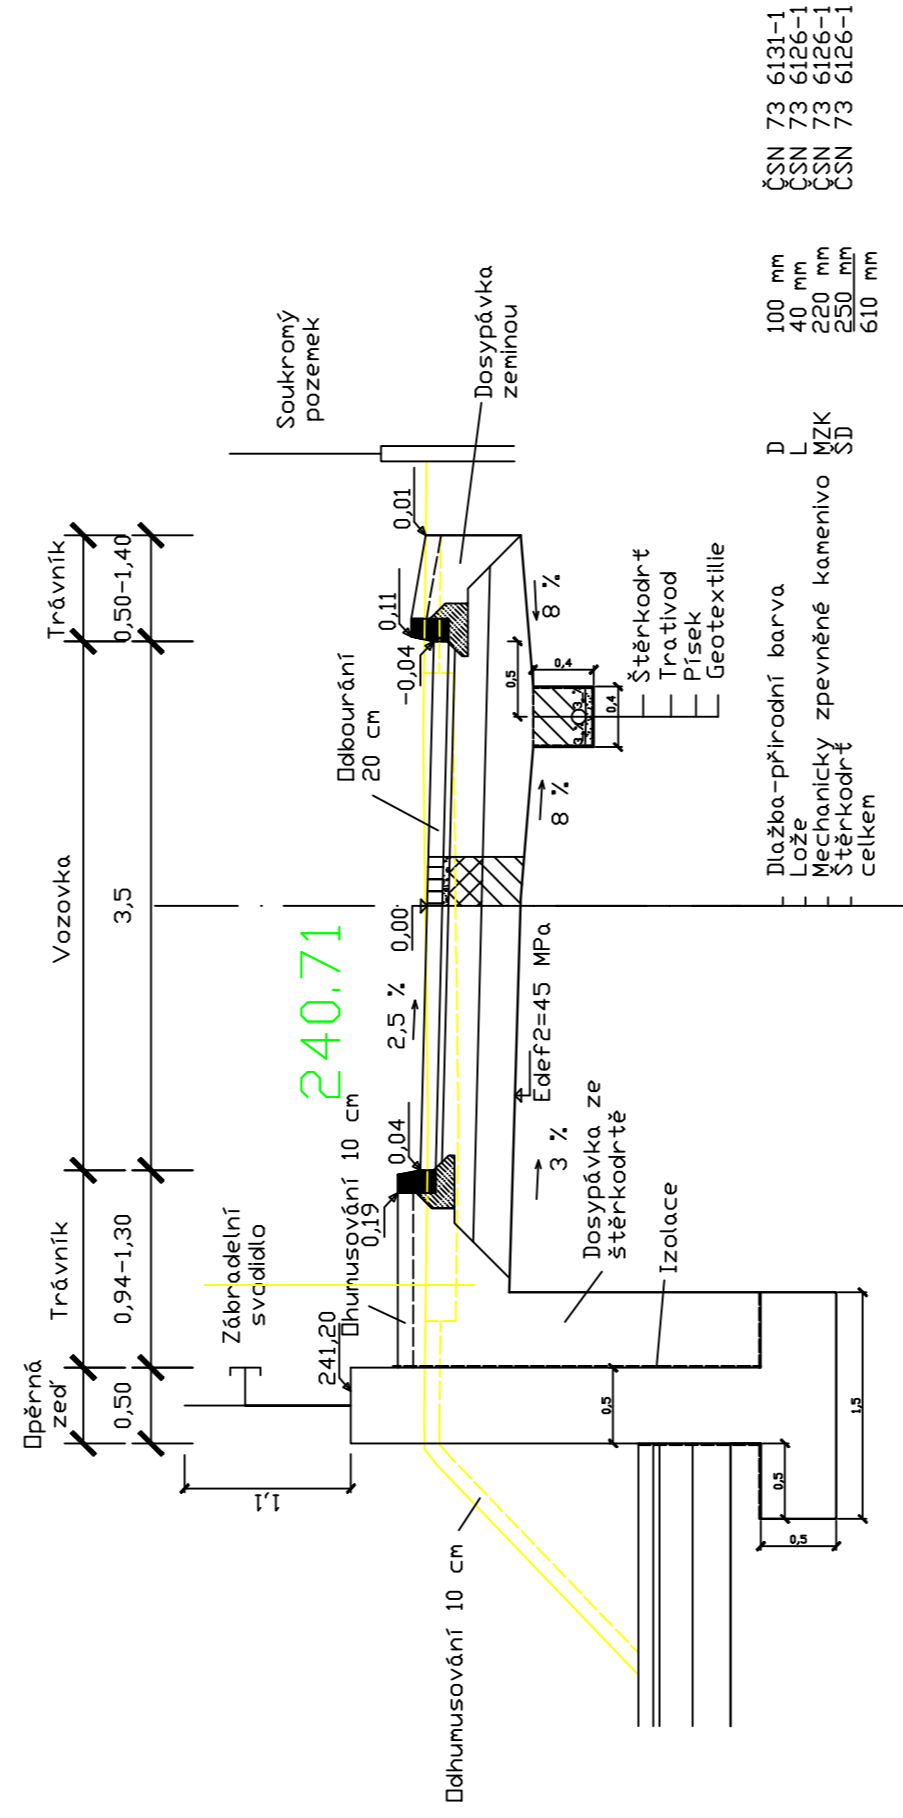 Opěrná
zeď
Trávník
Vozovka
Trávník
0,50
0,94-1,30
3,5
0,50-1,40
1,1
Zábradelní
svodidlo
Soukromý
pozemek
240.71
241,20
Ohumusování 10 cm
0,19
0,04
2,5 %
0,00
Odbourání
20 cm
-0,04
0,11
0,01
Dosypávka
zeminou
Odhumusování 10 cm
Edef2=45 MPa
3 %
8 %
8 %
0,5
0,4
0,4
3
3
Dosypávka ze
štěrkodrtě
Izolace
Štěrkodrť
Trativod
Písek
Geotextilie
0,5
0,5
0,5
1,5
Dlažba-přírodní barva D 100 mm ČSN 73 6131-1
Lože L 40 mm ČSN 73 6126-1
Mechanicky zpevněné kamenivo MZK 220 mm ČSN 73 6126-1
Štěrkodrť ŠD 250 mm ČSN 73 6126-1
celkem 610 mm